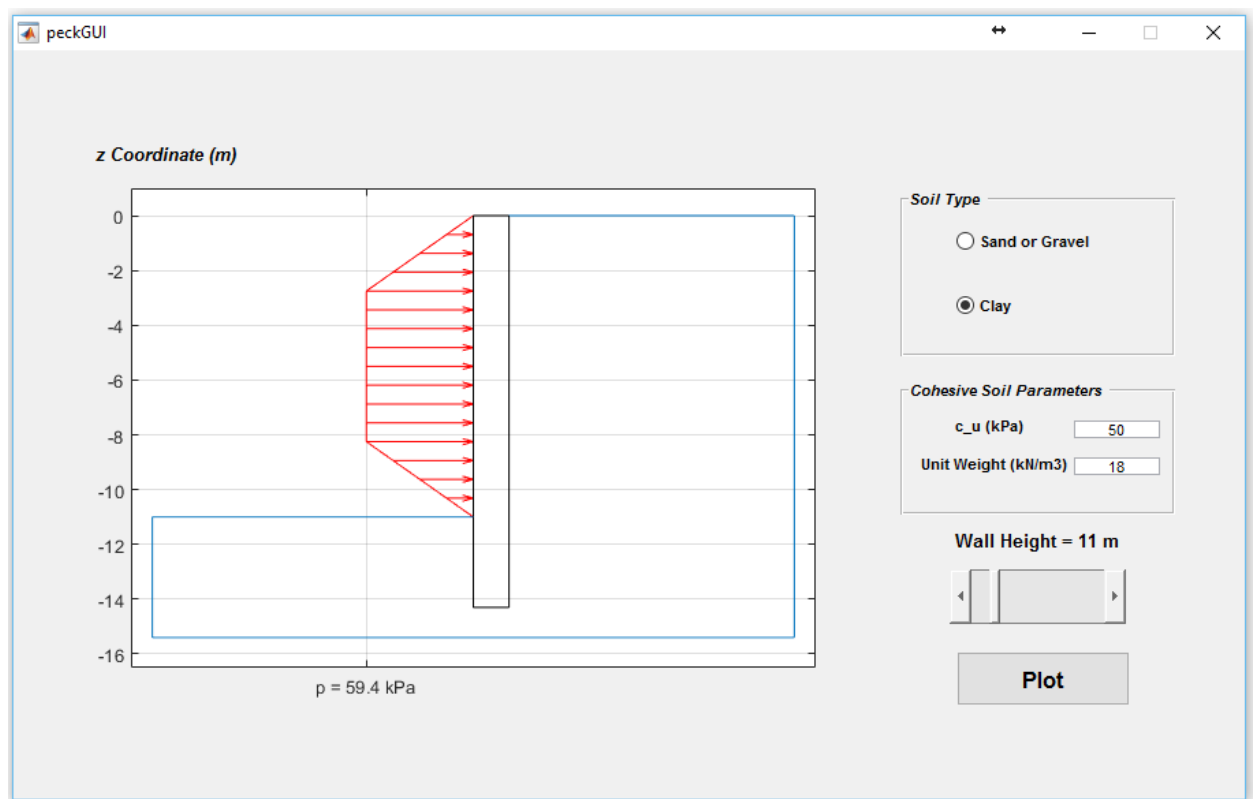 peckGUI
z Coordinate (m)
0
-2
-4
-6
-8
-10
-12
-14
-16
p = 59.4 kPa
Soil Type
Sand or Gravel
Clay
Cohesive Soil Parameters
c_u (kPa) 50
Unit Weight (kN/m3) 18
Wall Height = 11 m
Plot